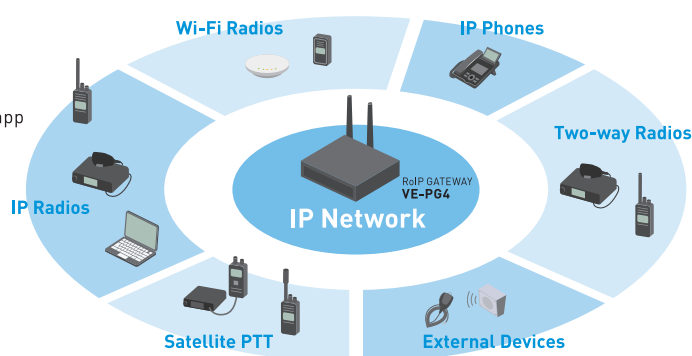 Wi-Fi Radios
IP Phones
app
Two-way Radios
RoIP GATEWAY
VE-PG4
IP Radios
IP Network
Satellite PTT
External Devices